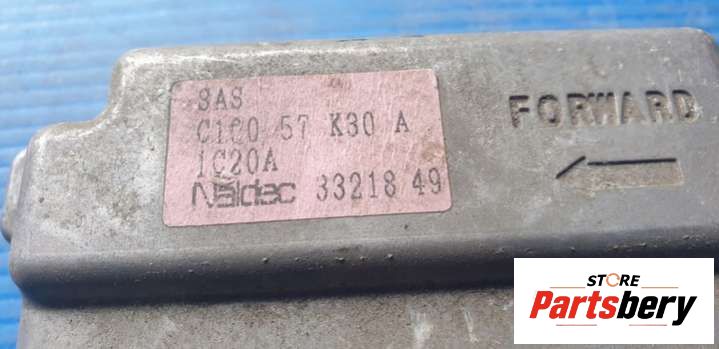 SAS
C100 57 K30 A
1C20A
Naldec 33218 49
FORWARD
STORE
Partsbery